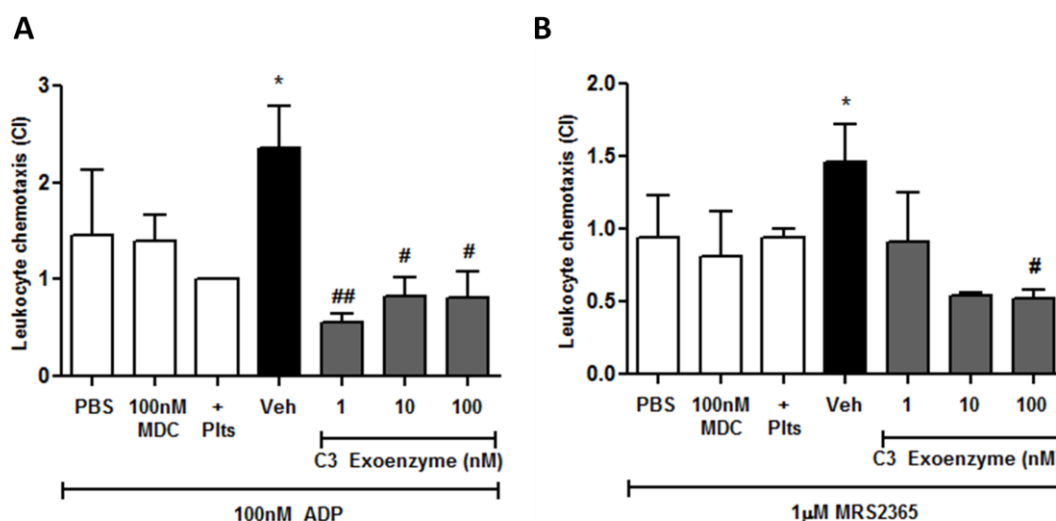 A
Leukocyte chemotaxis (CI)
3
2
1
0
*
##
#
#
PBS 100nM + Veh 1 10 100
MDC Plts
C3 Exoenzyme (nM)
100nM ADP
B
Leukocyte chemotaxis (CI)
2.0
1.5
1.0
0.5
0.0
*
#
PBS 100nM + Veh 1 10 100
MDC Plts
C3 Exoenzyme (nM
1µM MRS2365